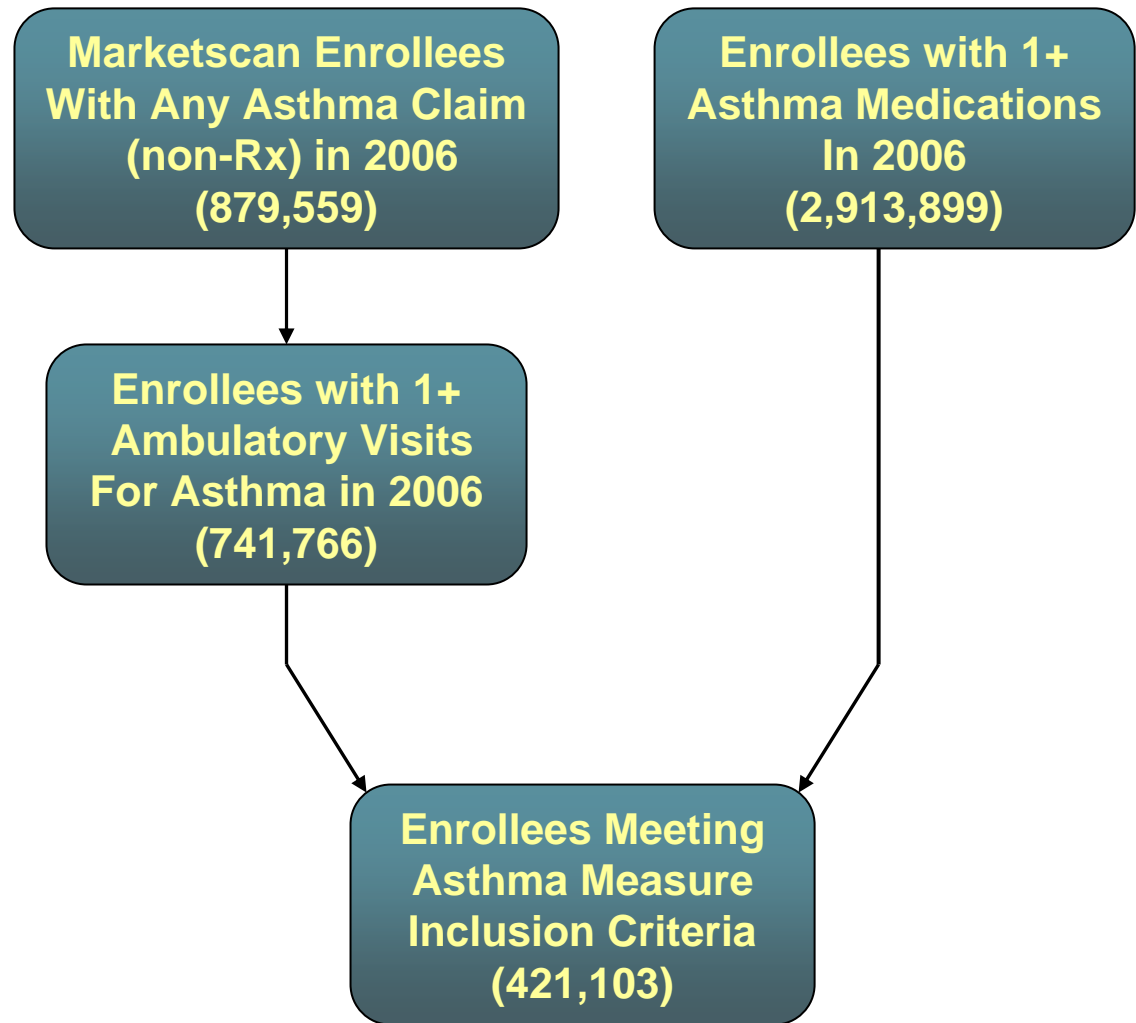 Marketscan Enrollees
With Any Asthma Claim
(non-Rx) in 2006
(879,559)
Enrollees with 1+
Asthma Medications
In 2006
(2,913,899)
Enrollees with 1+
Ambulatory Visits
For Asthma in 2006
(741,766)
Enrollees Meeting
Asthma Measure
Inclusion Criteria
(421,103)